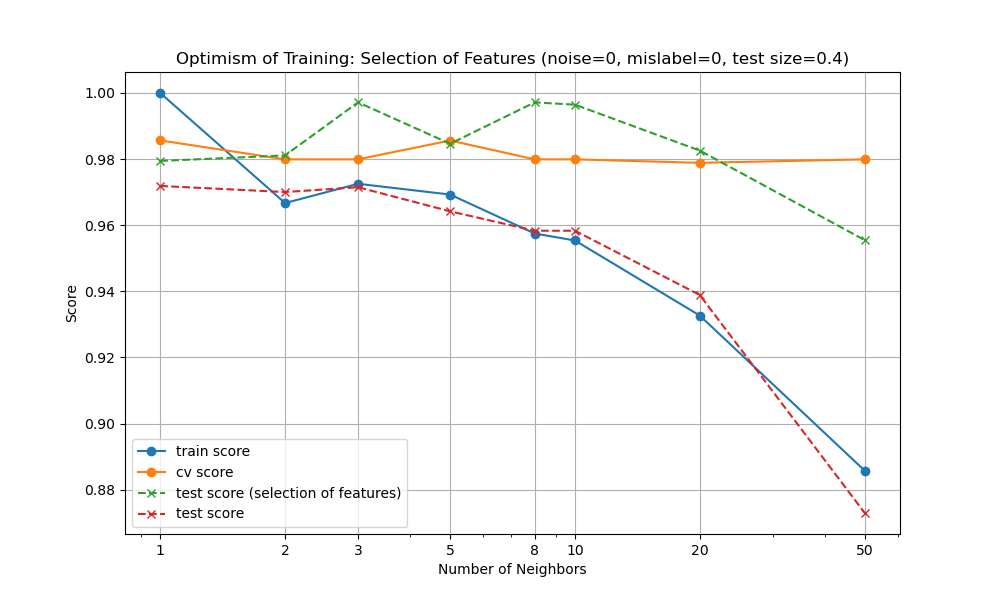 Optimism of Training: Selection of Features (noise=0, mislabel=0, test size=0.4)
1.00
0.98
0.96
0.94
0.92
0.90
0.88
Score
train score
cv score
test score (selection of features)
test score
1 2 3 5 8 10 20 50
Number of Neighbors